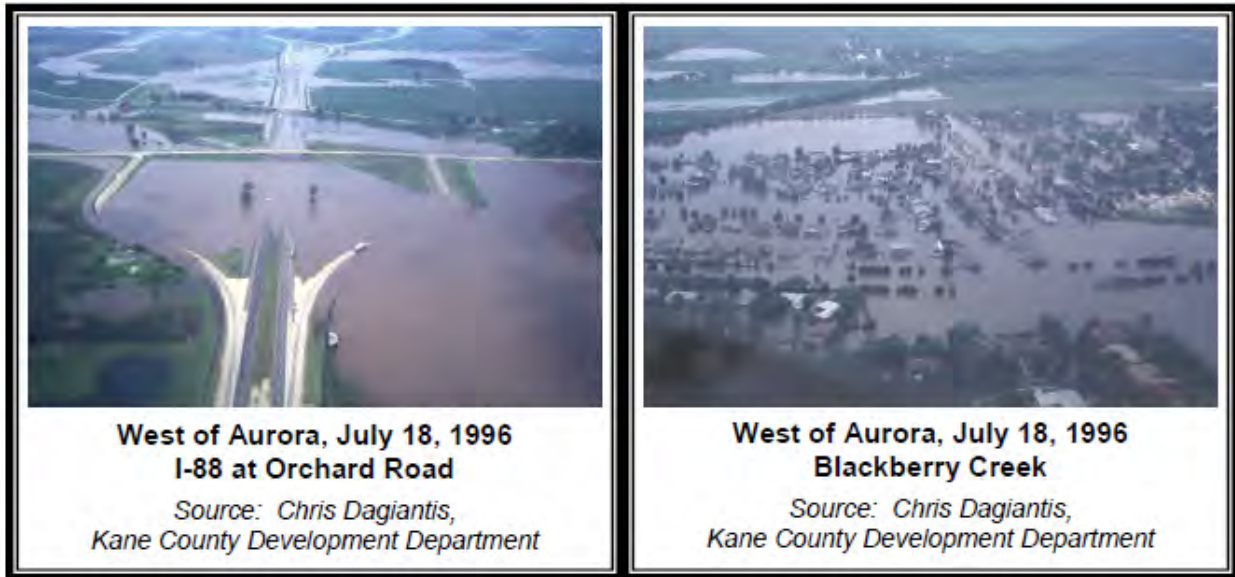 West of Aurora, July 18, 1996
I-88 at Orchard Road
Source: Chris Dagiantis,
Kane County Development Department
West of Aurora, July 18, 1996
Blackberry Creek
Source: Chris Dagiantis,
Kane County Development Department